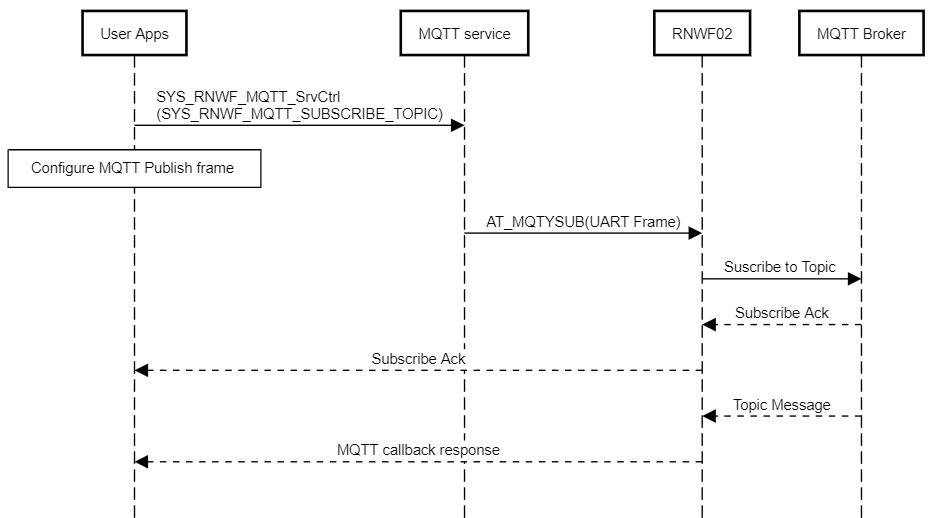 User Apps
MQTT service
RNWF02
MQTT Broker
SYS_RNWF_MQTT_SrvCtrl
(SYS_RNWF_MQTT_SUBSCRIBE_TOPIC)
Configure MQTT Publish frame
AT_MQTYSUB(UART Frame)
Suscribe to Topic
Subscribe Ack
Subscribe Ack
Topic Message
MQTT callback response